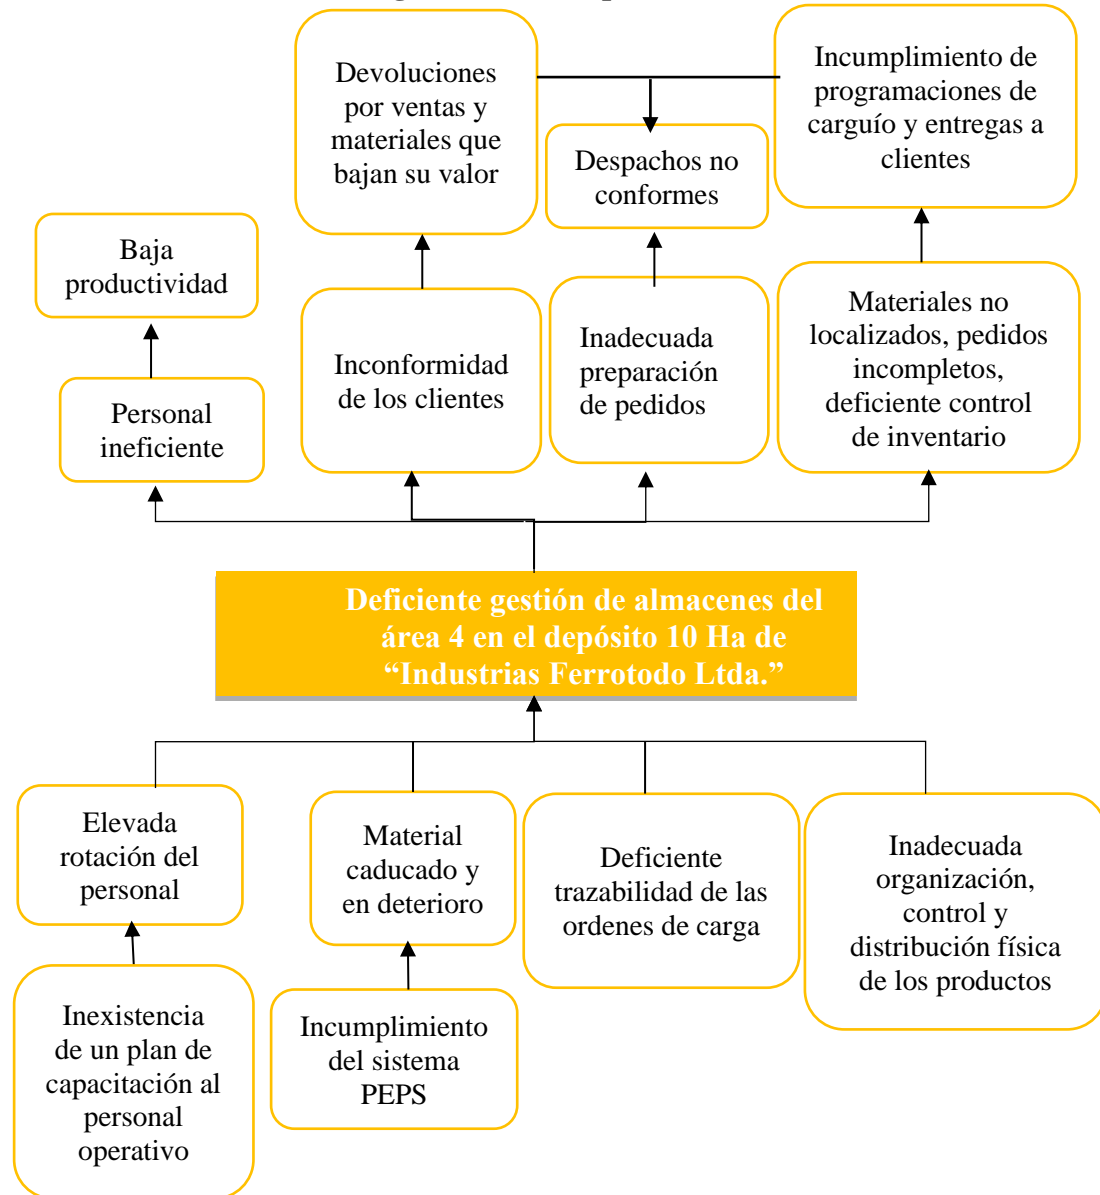 Devoluciones
por ventas y
materiales que
bajan su valor
Incumplimiento de
programaciones de
carguío y entregas a
clientes
Despachos no
conformes
Baja
productividad
Inconformidad
de los clientes
Inadecuada
preparación
de pedidos
Materiales no
localizados, pedidos
incompletos,
deficiente control
de inventario
Personal
ineficiente
Deficiente gestión de almacenes del
área 4 en el depósito 10 Ha de
“Industrias Ferrotodo Ltda.”
Elevada
rotación del
personal
Material
caducado y
en deterioro
Deficiente
trazabilidad de las
ordenes de carga
Inadecuada
organización,
control y
distribución física
de los productos
Inexistencia
de un plan de
capacitación al
personal
operativo
Incumplimiento
del sistema
PEPS